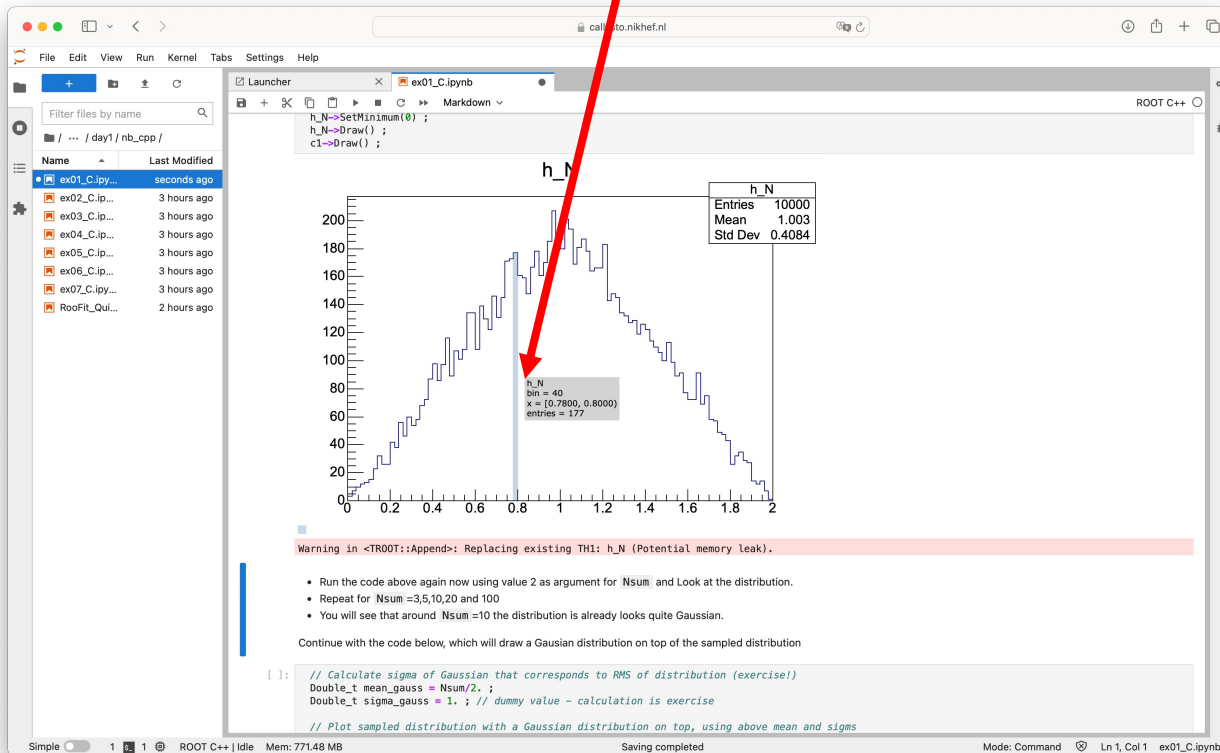 callisto.nikhef.nl
File Edit View Run Kernel Tabs Settings Help
Launcher
ex01_C.ipynb
Filter files by name
/ ... / day1 / nb_cpp /
Name Last Modified
ex01_C.ipy... seconds ago
ex02_C.ip... 3 hours ago
ex03_C.ip... 3 hours ago
ex04_C.ip... 3 hours ago
ex05_C.ip... 3 hours ago
ex06_C.ip... 3 hours ago
ex07_C.ipy... 3 hours ago
RooFit_Qui... 2 hours ago
Markdown
ROOT C++
h_N->SetMinimum(0) ;
h_N->Draw() ;
c1->Draw() ;
h_N
h_N
Entries 10000
Mean 1.003
Std Dev 0.4084
200
180
160
140
120
100
80
60
40
20
0
0 0.2 0.4 0.6 0.8 1 1.2 1.4 1.6 1.8 2
h_N
bin = 40
x = [0.7800, 0.8000)
entries = 177
Warning in <TROOT::Append>: Replacing existing TH1: h_N (Potential memory leak).
• Run the code above again now using value 2 as argument for Nsum and Look at the distribution.
• Repeat for Nsum =3,5,10,20 and 100
• You will see that around Nsum =10 the distribution is already looks quite Gaussian.
Continue with the code below, which will draw a Gausian distribution on top of the sampled distribution
[ ]:
// Calculate sigma of Gaussian that corresponds to RMS of distribution (exercise!)
Double_t mean_gauss = Nsum/2. ;
Double_t sigma_gauss = 1. ; // dummy value – calculation is exercise
// Plot sampled distribution with a Gaussian distribution on top, using above mean and sigms
Simple 1 $_ 1 ROOT C++ | Idle Mem: 771.48 MB Saving completed Mode: Command Ln 1, Col 1 ex01_C.ipynb